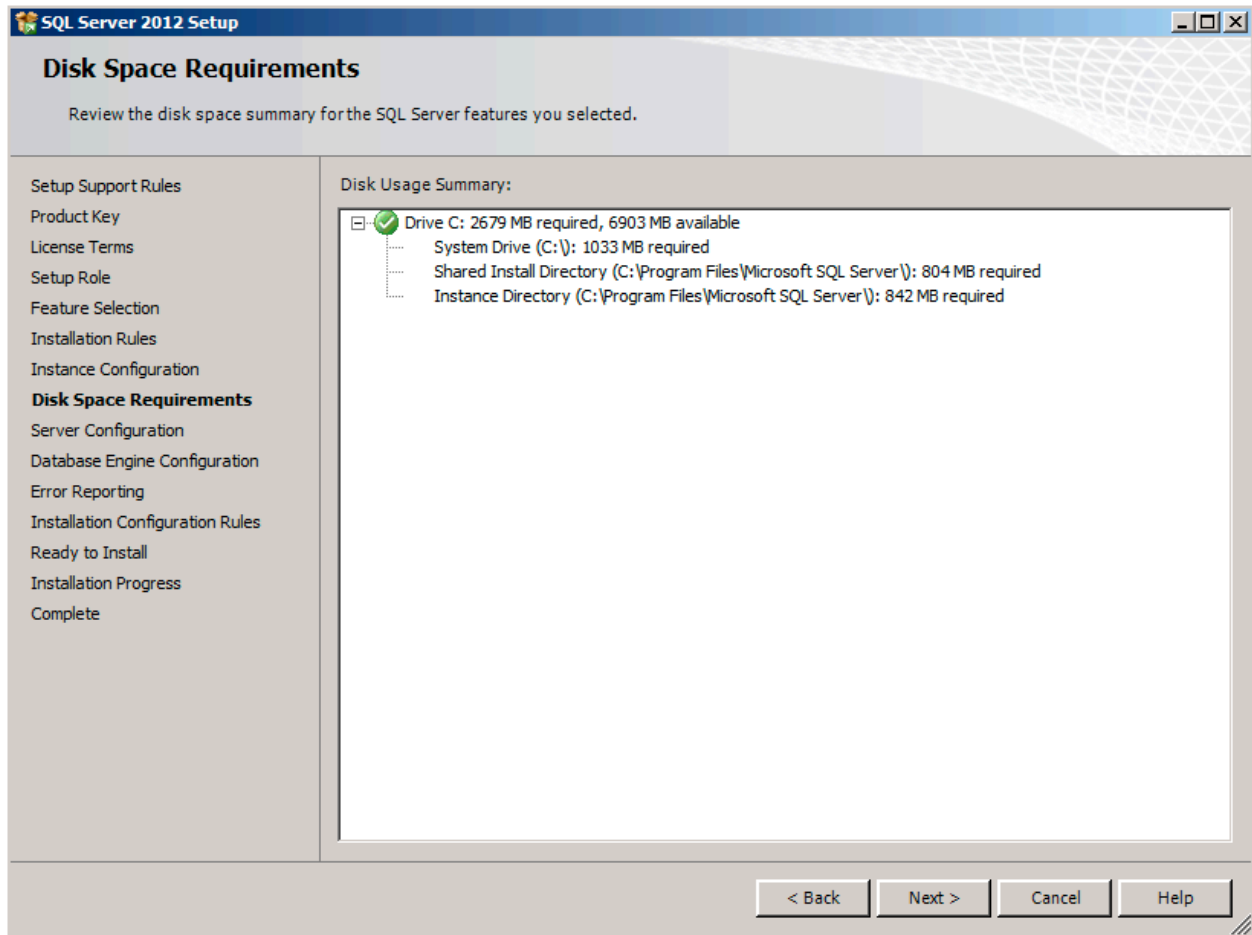 SQL Server 2012 Setup
Disk Space Requirements
Review the disk space summary for the SQL Server features you selected.
Setup Support Rules
Product Key
License Terms
Setup Role
Feature Selection
Installation Rules
Instance Configuration
Disk Space Requirements
Server Configuration
Database Engine Configuration
Error Reporting
Installation Configuration Rules
Ready to Install
Installation Progress
Complete
Disk Usage Summary:
Drive C: 2679 MB required, 6903 MB available
System Drive (C:\): 1033 MB required
Shared Install Directory (C:\Program Files\Microsoft SQL Server\): 804 MB required
Instance Directory (C:\Program Files\Microsoft SQL Server\): 842 MB required
< Back Next > Cancel Help